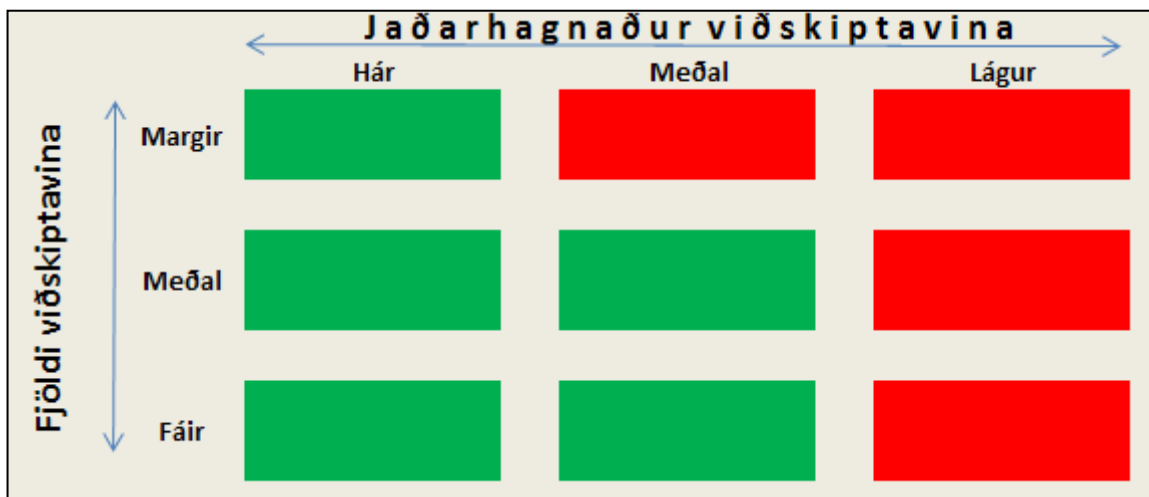 Jaðarhagnaður viðskiptavina
Hár Meðal Lágur
Fjöldi viðskiptavina
Margir
Meðal
Fáir